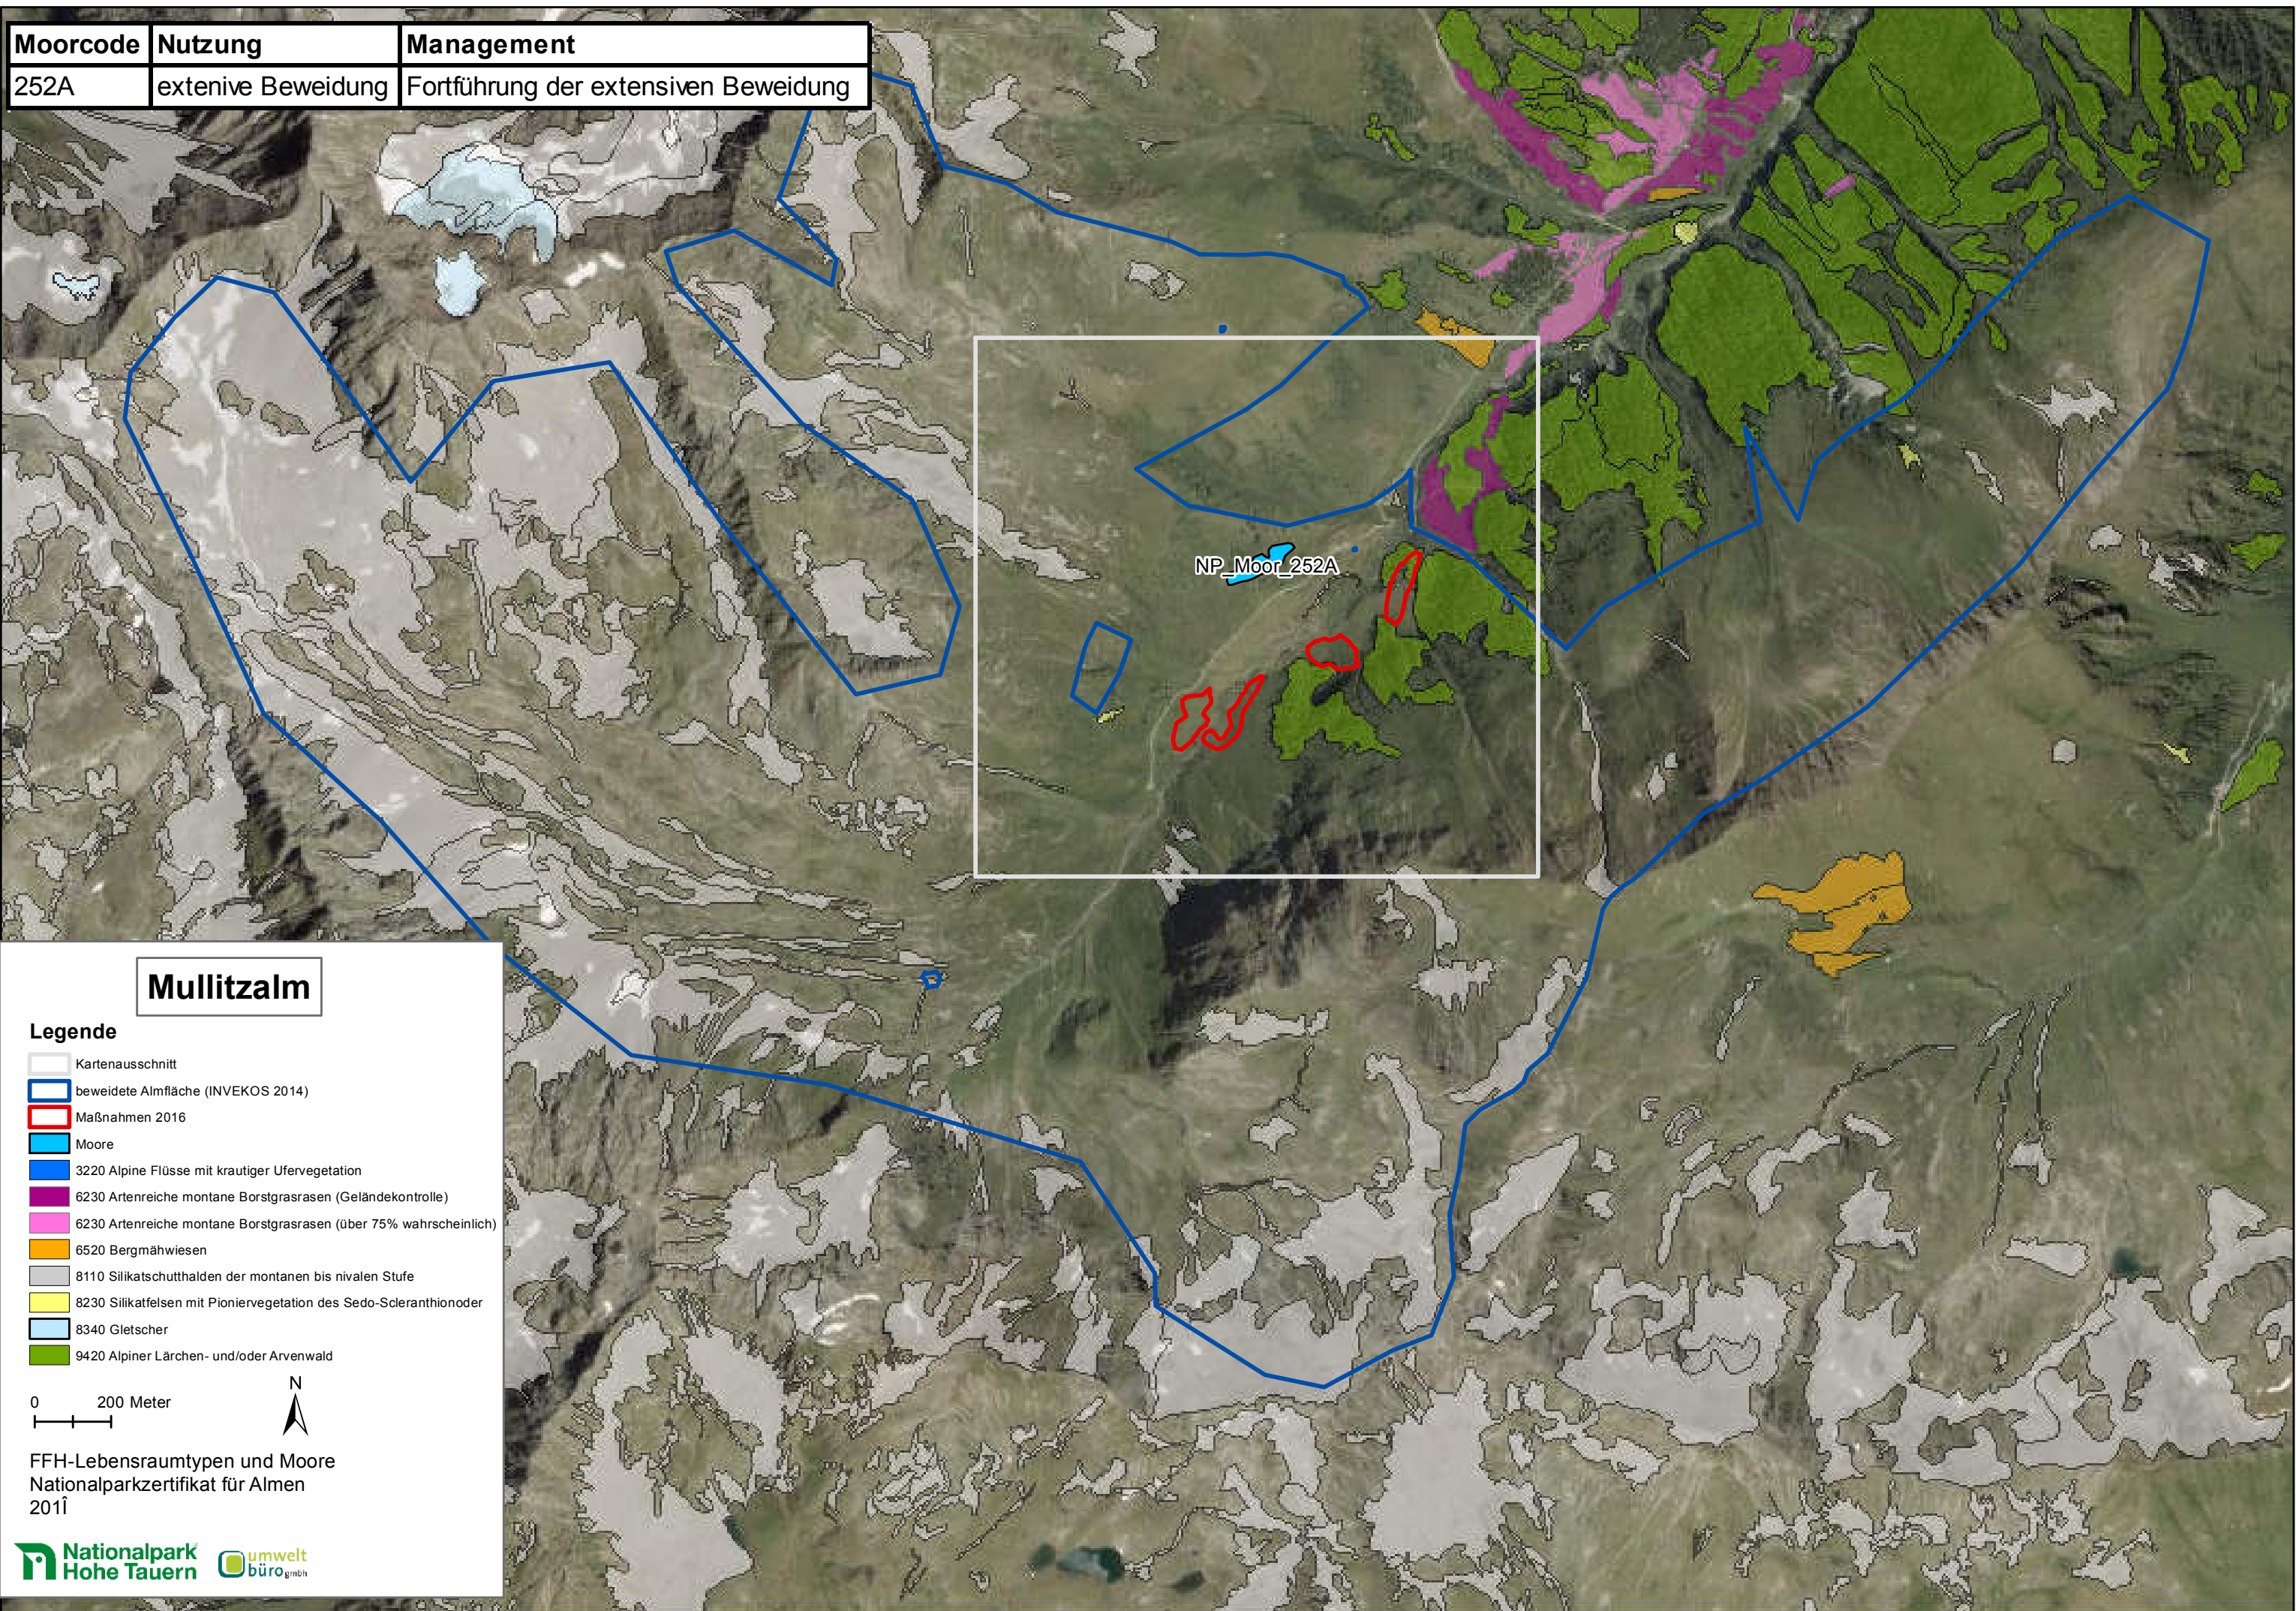 Moorcode Nutzung Management
252A extenive Beweidung Fortführung der extensiven Beweidung
NP_Moor_252A
Mullitzalm
Legende
Kartenausschnitt
beweidete Almfläche (INVEKOS 2014)
Maßnahmen 2016
Moore
3220 Alpine Flüsse mit krautiger Ufervegetation
6230 Artenreiche montane Borstgrasrasen (Geländekontrolle)
6230 Artenreiche montane Borstgrasrasen (über 75% wahrscheinlich)
6520 Bergmähwiesen
8110 Silikatschutthalden der montanen bis nivalen Stufe
8230 Silikatfelsen mit Pioniervegetation des Sedo-Scleranthionoder
8340 Gletscher
9420 Alpiner Lärchen- und/oder Arvenwald
0 200 Meter
N
FFH-Lebensraumtypen und Moore
Nationalparkzertifikat für Almen
201Î
Nationalpark
Hohe Tauern
umwelt
büro gmbh